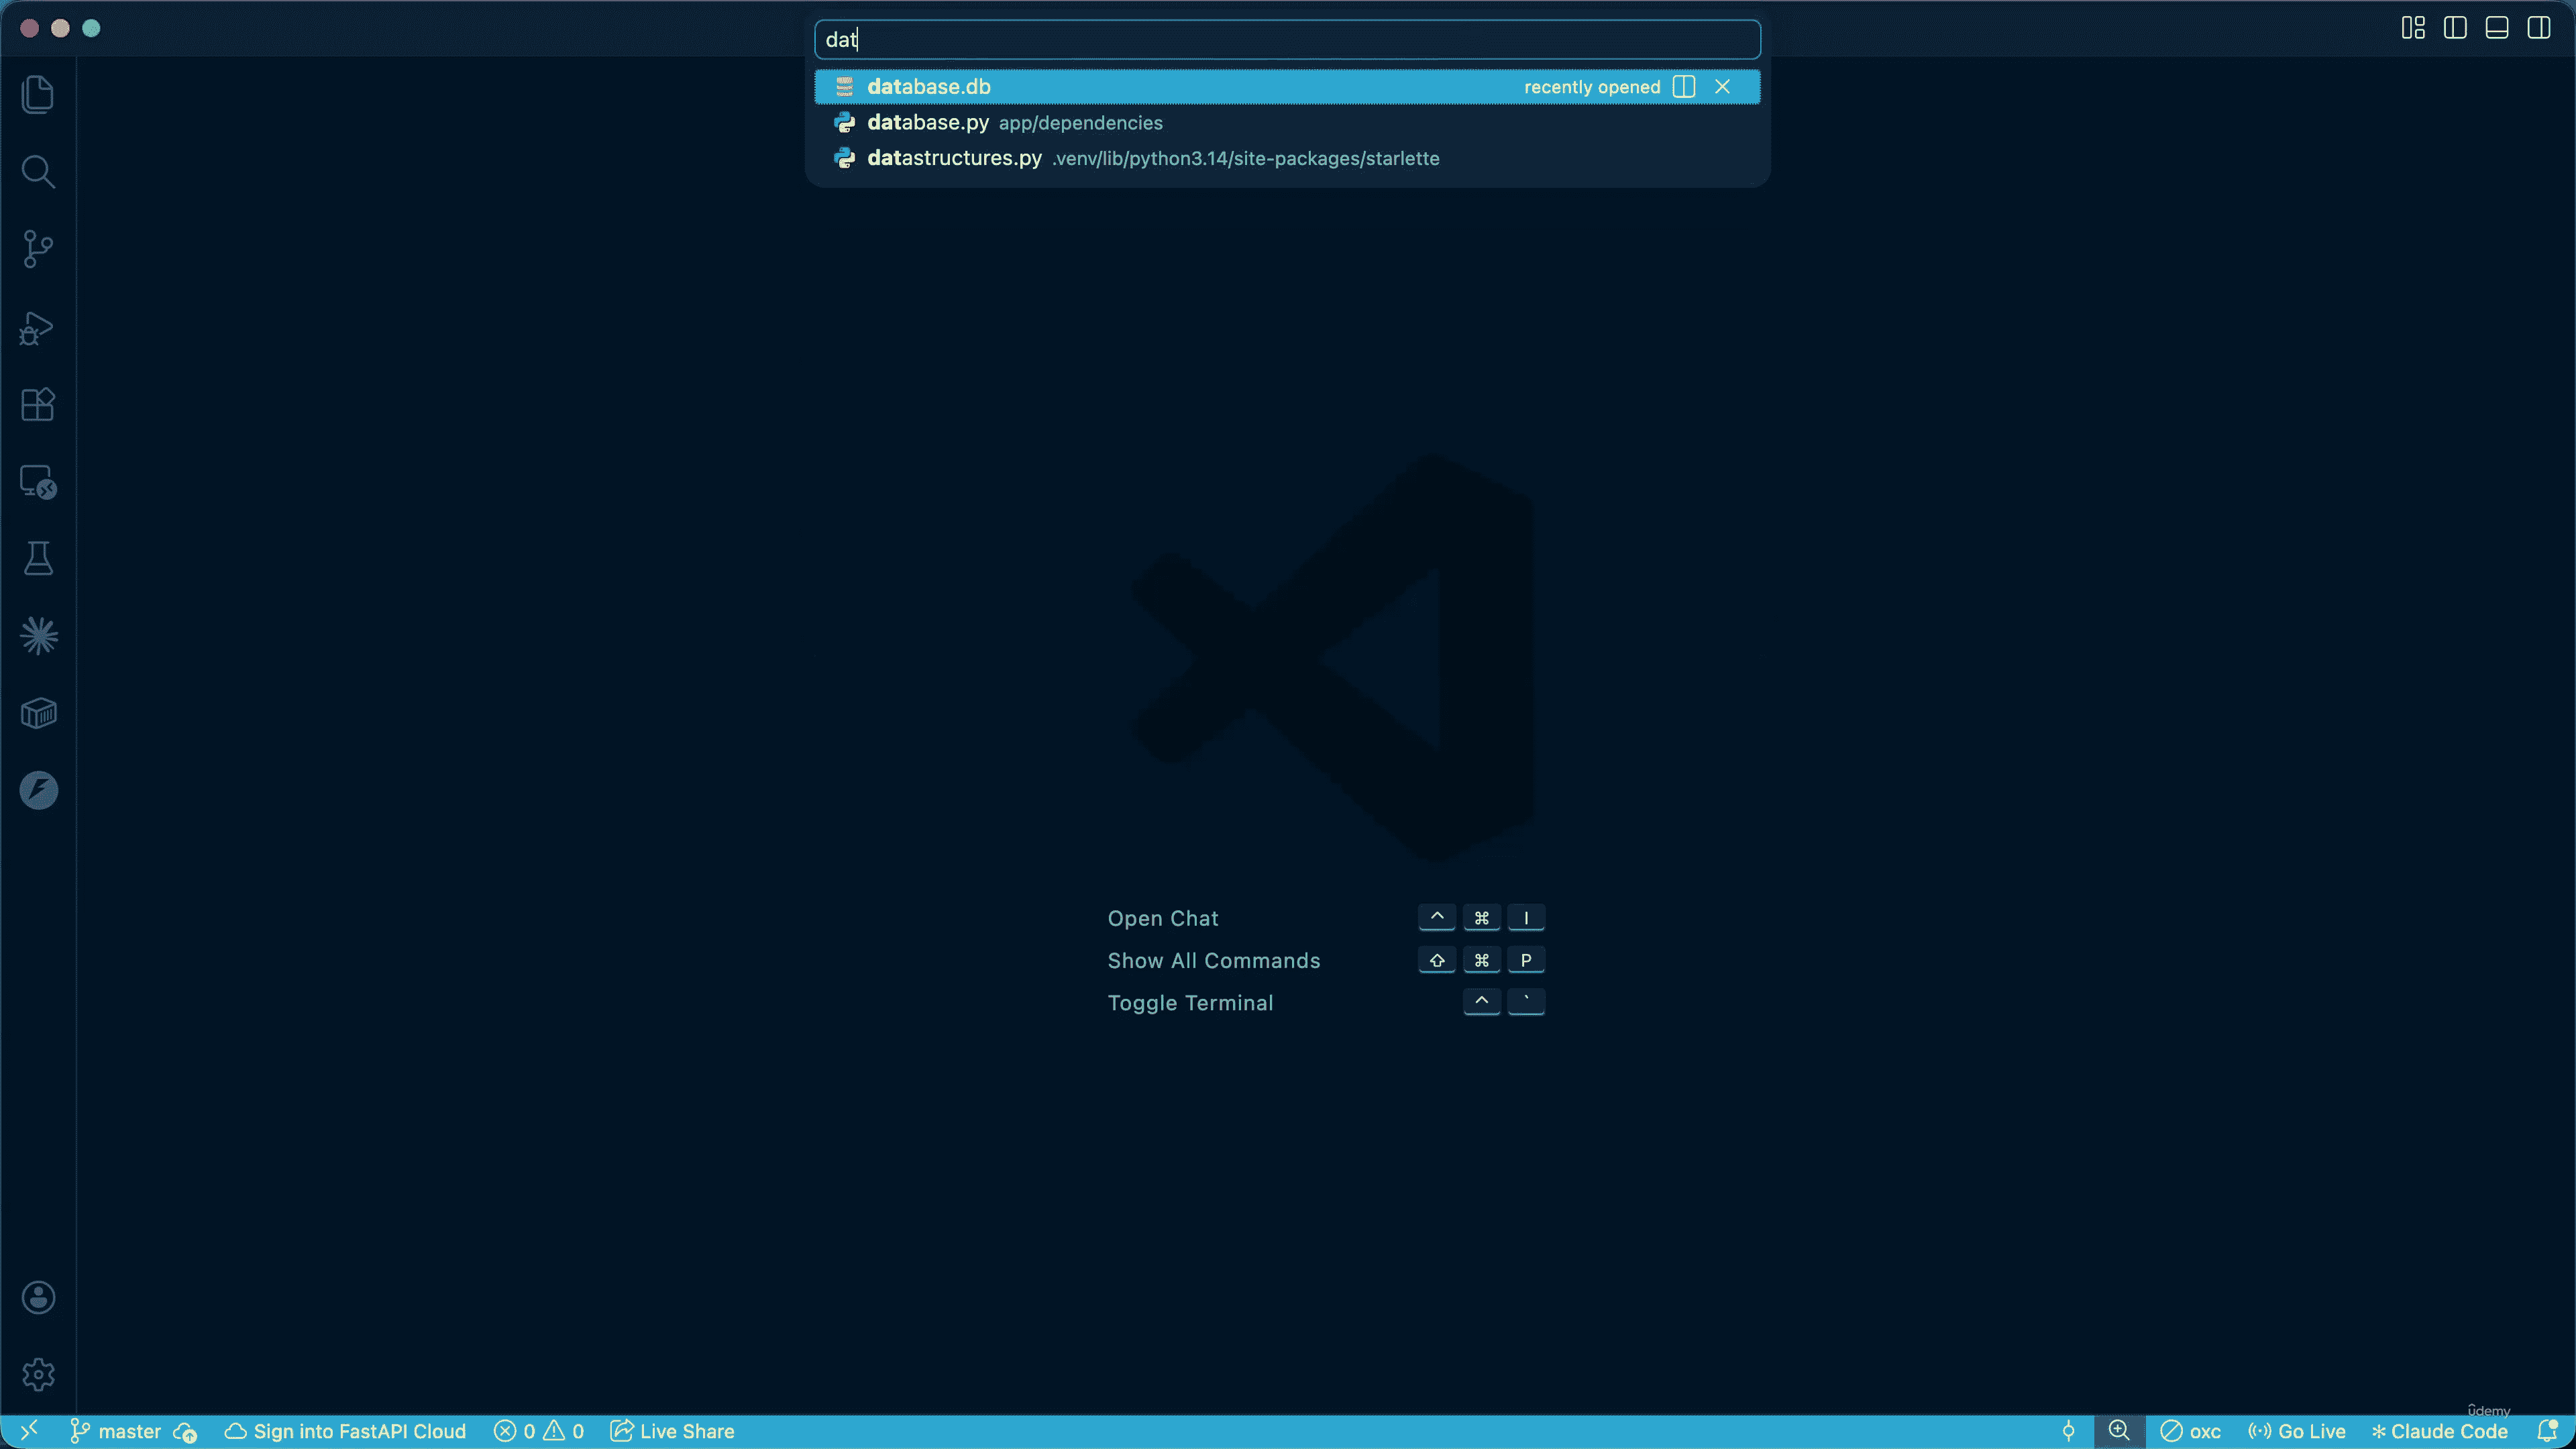 dat
database.db recently opened
database.py app/dependencies
datastructures.py .venv/lib/python3.14/site-packages/starlette
Open Chat ^ ⌘ I
Show All Commands ⇧ ⌘ P
Toggle Terminal ^ `
ûdemy
master Sign into FastAPI Cloud 0 0 Live Share oxc Go Live Claude Code